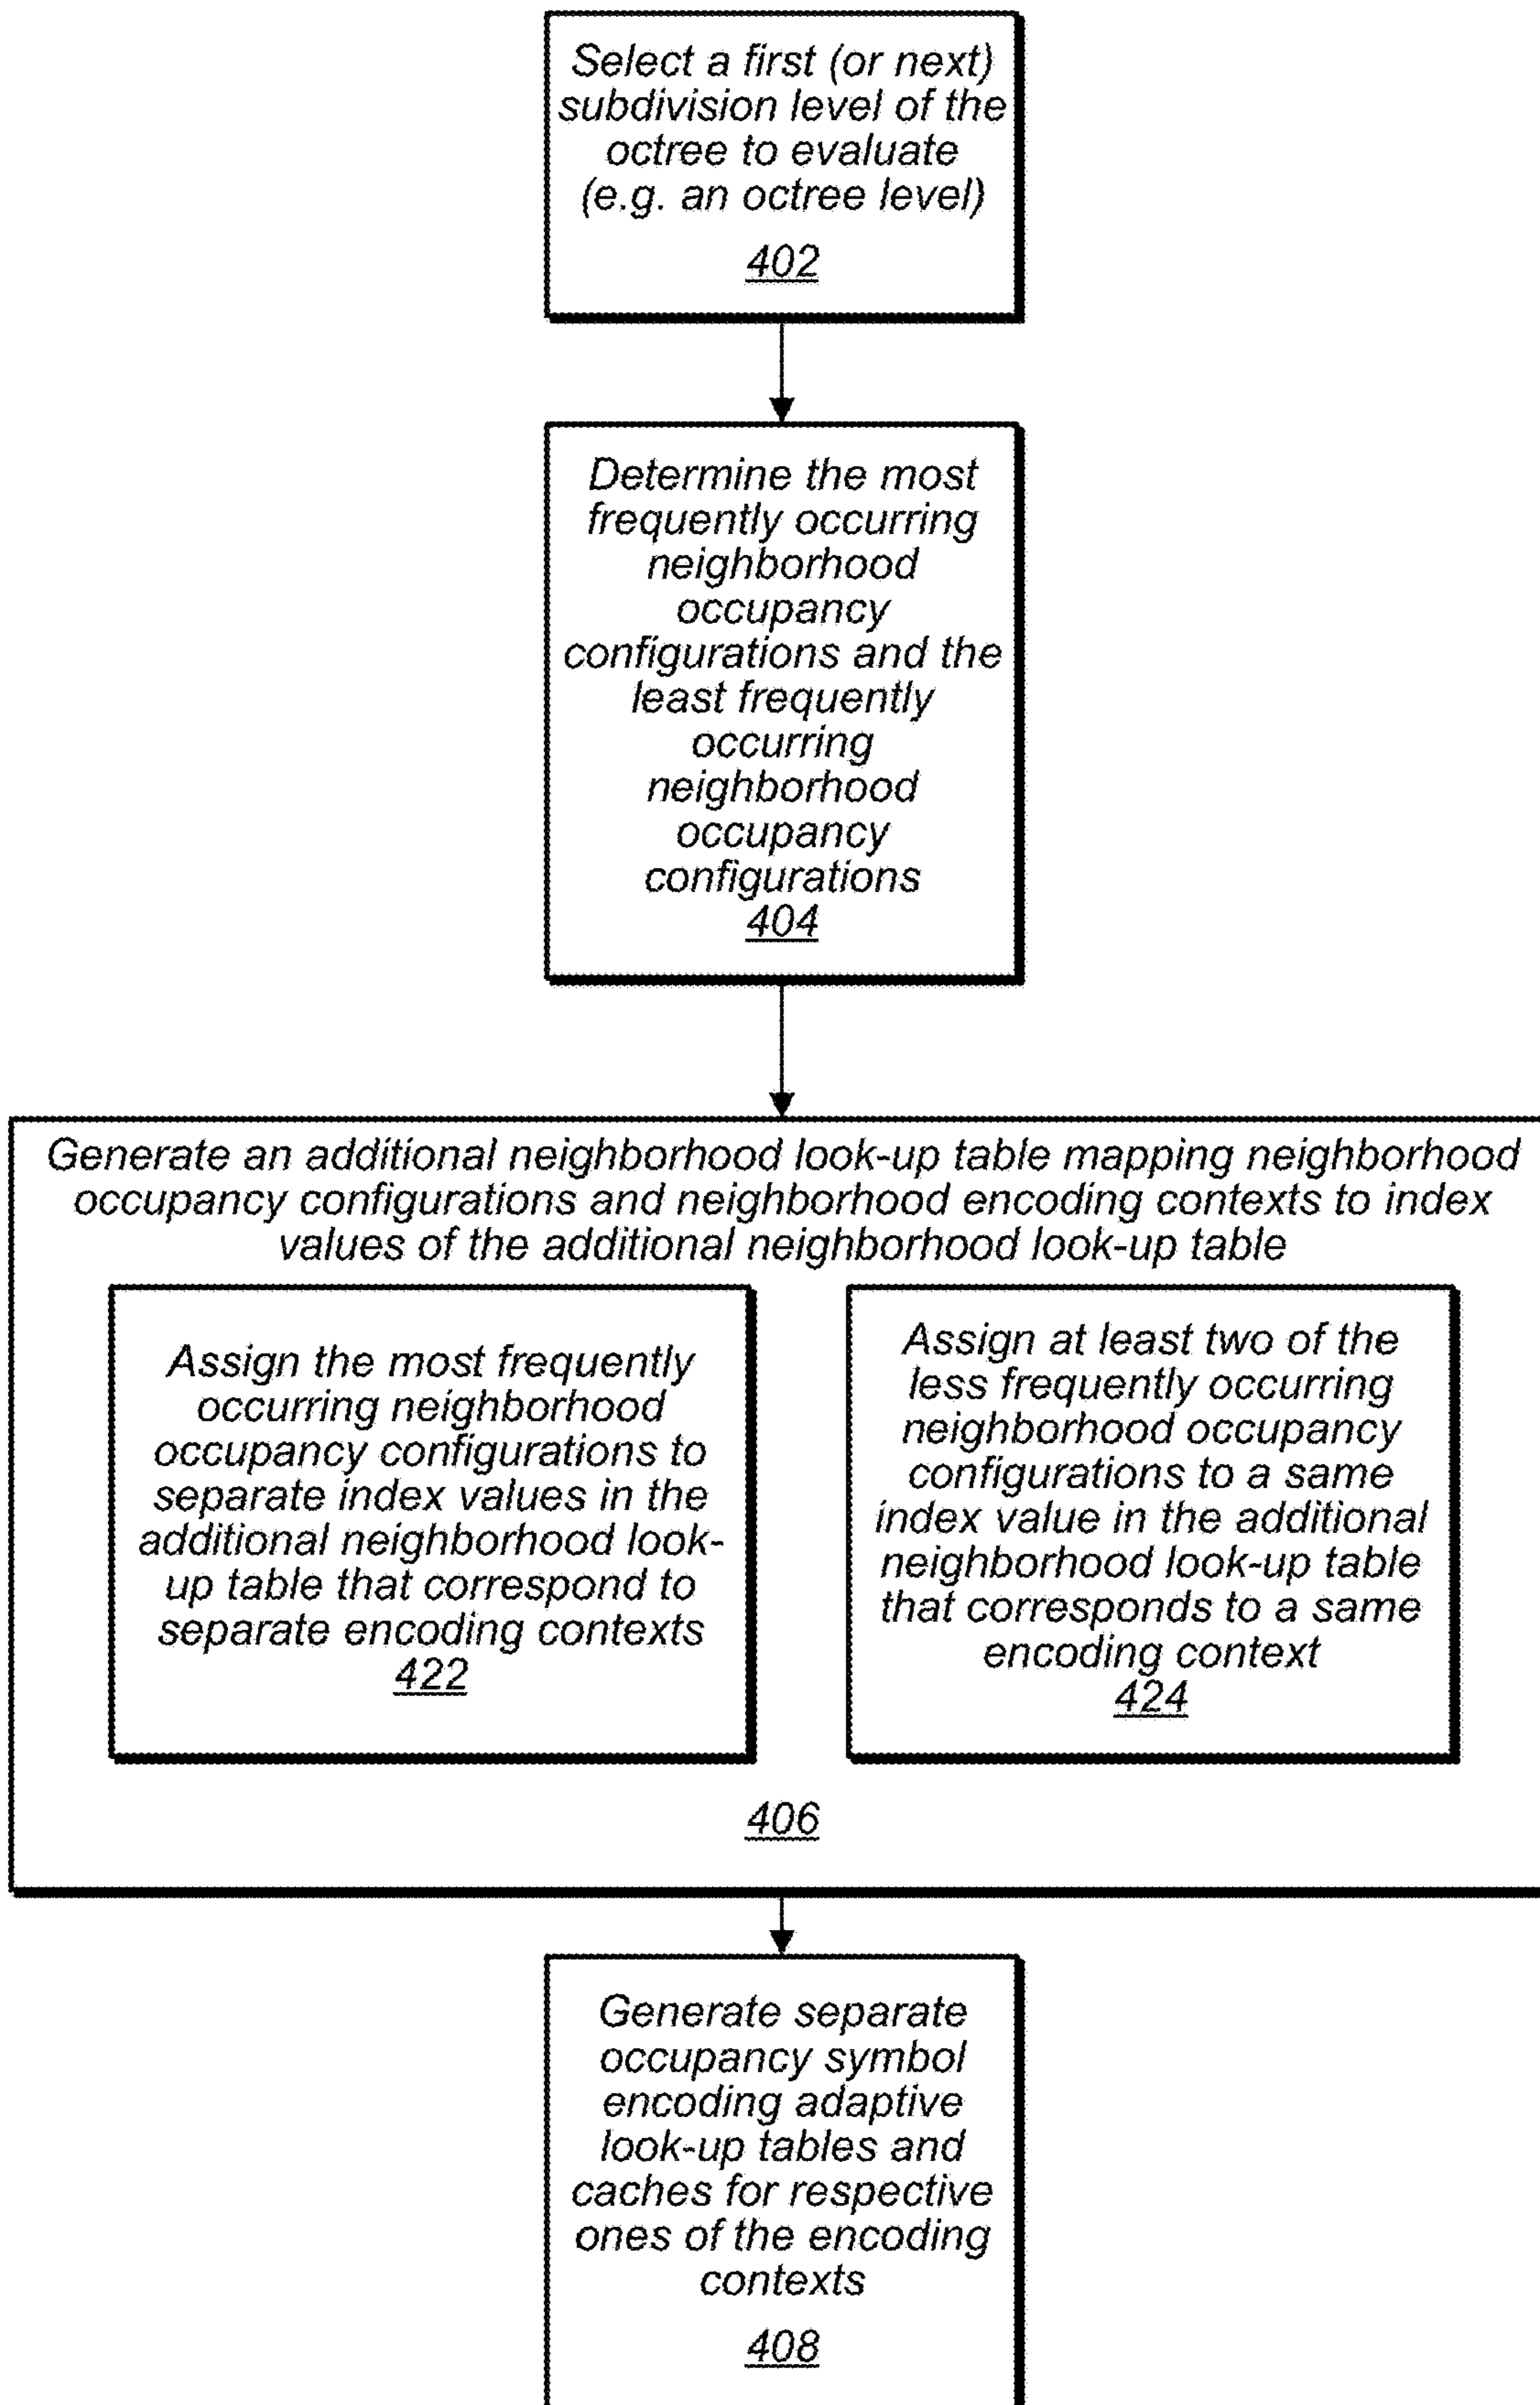 Select a first (or next)
subdivision level of the
octree to evaluate
(e.g. an octree level)
402
Determine the most
frequently occurring
neighborhood
occupancy
configurations and the
least frequently
occurring
neighborhood
occupancy
configurations
404
Generate an additional neighborhood look-up table mapping neighborhood
occupancy configurations and neighborhood encoding contexts to index
values of the additional neighborhood look-up table
Assign the most frequently
occurring neighborhood
occupancy configurations to
separate index values in the
additional neighborhood look-
up table that correspond to
separate encoding contexts
422
Assign at least two of the
less frequently occurring
neighborhood occupancy
configurations to a same
index value in the additional
neighborhood look-up table
that corresponds to a same
encoding context
424
406
Generate separate
occupancy symbol
encoding adaptive
look-up tables and
caches for respective
ones of the encoding
contexts
408